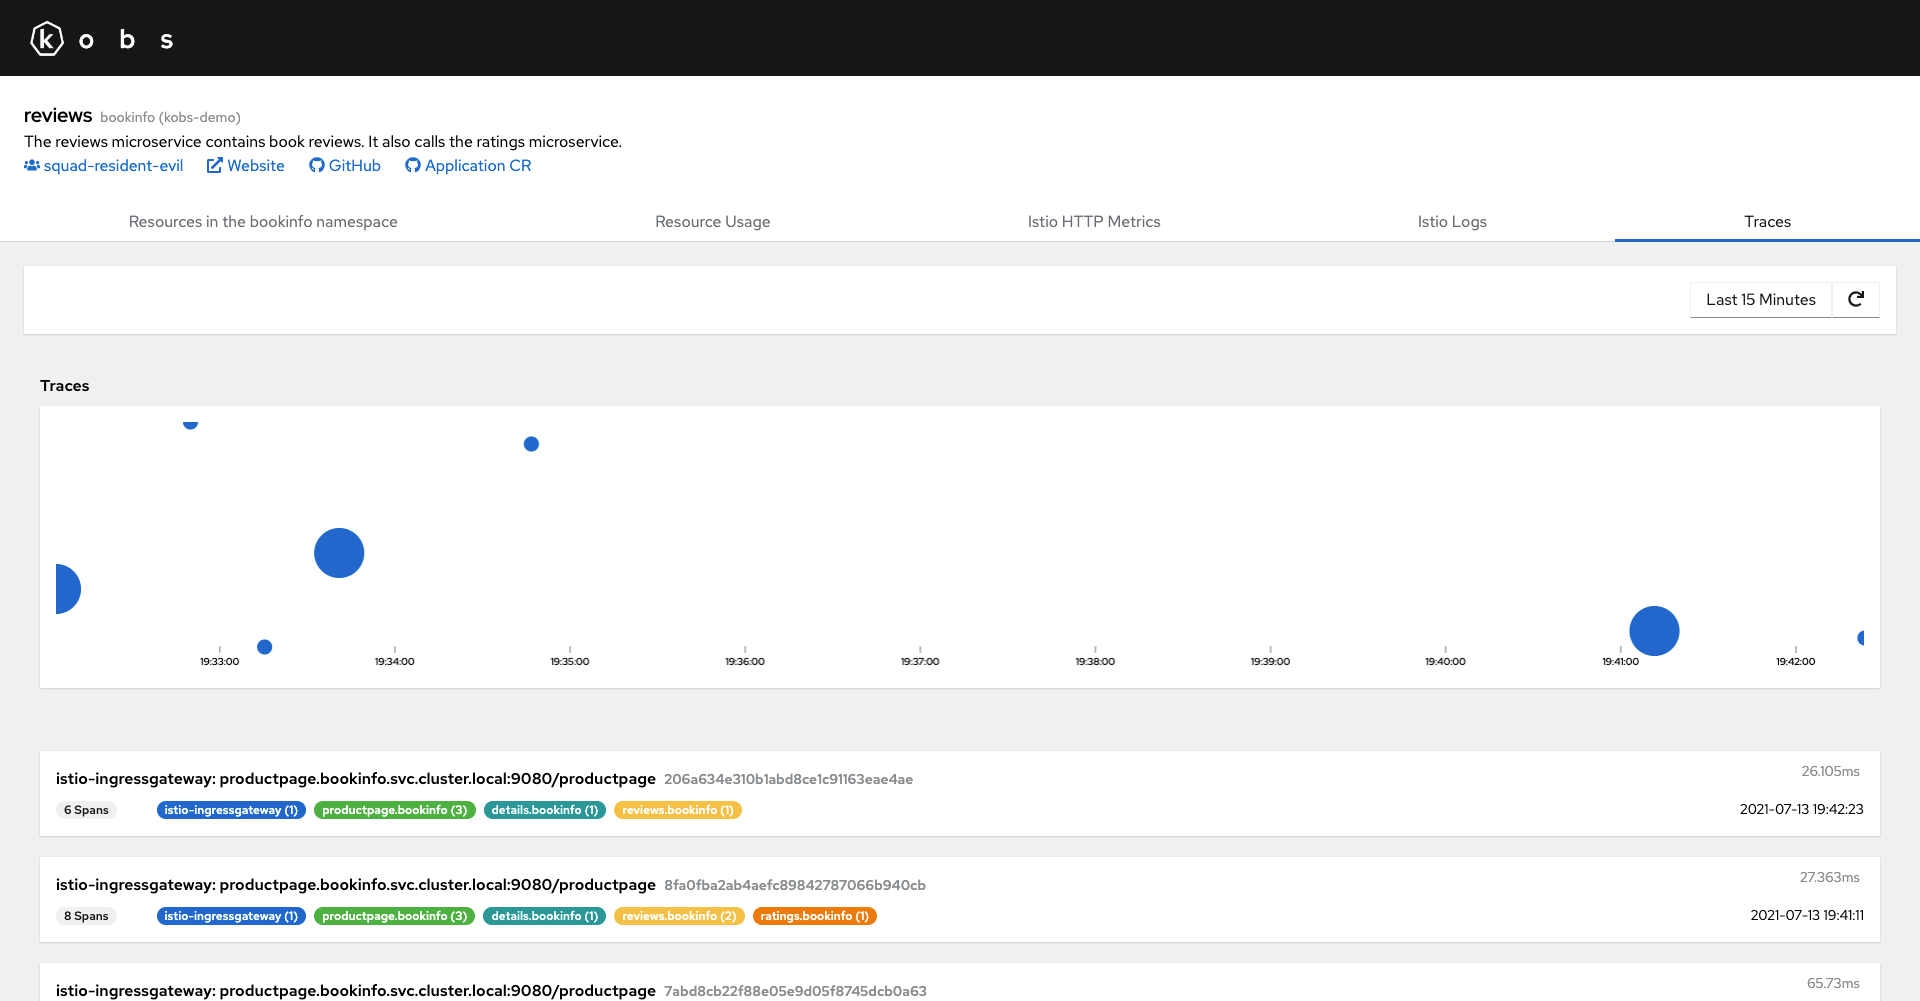 k o b s
reviews bookinfo (kobs-demo)
The reviews microservice contains book reviews. It also calls the ratings microservice.
squad-resident-evil Website GitHub Application CR
Resources in the bookinfo namespace Resource Usage Istio HTTP Metrics Istio Logs Traces
Last 15 Minutes
Traces
19:33:00 19:34:00 19:35:00 19:36:00 19:37:00 19:38:00 19:39:00 19:40:00 19:41:00 19:42:00
istio-ingressgateway: productpage.bookinfo.svc.cluster.local:9080/productpage 206a634e310b1abd8ce1c91163eae4ae 26.105ms
6 Spans istio-ingressgateway (1) productpage.bookinfo (3) details.bookinfo (1) reviews.bookinfo (1) 2021-07-13 19:42:23
istio-ingressgateway: productpage.bookinfo.svc.cluster.local:9080/productpage 8fa0fba2ab4aefc89842787066b940cb 27.363ms
8 Spans istio-ingressgateway (1) productpage.bookinfo (3) details.bookinfo (1) reviews.bookinfo (2) ratings.bookinfo (1) 2021-07-13 19:41:11
istio-ingressgateway: productpage.bookinfo.svc.cluster.local:9080/productpage 7abd8cb22f88e05e9d05f8745dcb0a63 65.73ms